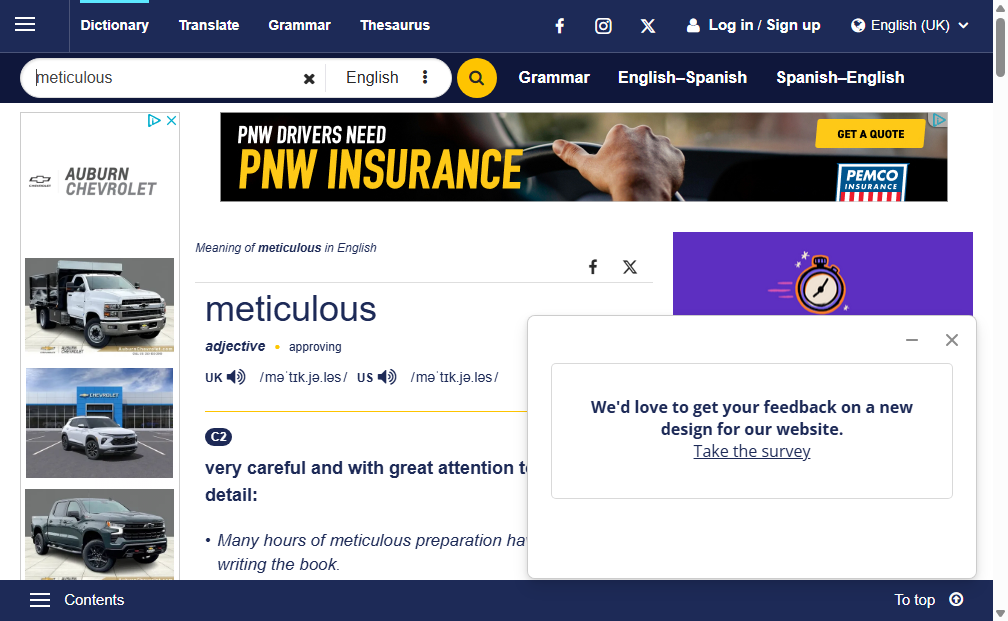 Dictionary Translate Grammar Thesaurus Log in / Sign up English (UK)
meticulous English Grammar English–Spanish Spanish–English
AUBURN
CHEVROLET
PNW DRIVERS NEED
PNW INSURANCE
GET A QUOTE
PEMCO
INSURANCE
Meaning of meticulous in English
meticulous
adjective • approving
UK /məˈtɪk.jə.ləs/ US /məˈtɪk.jə.ləs/
C2
very careful and with great attention
detail:
• Many hours of meticulous preparation
writing the book.
We'd love to get your feedback on a new
design for our website.
Take the survey
Contents To top